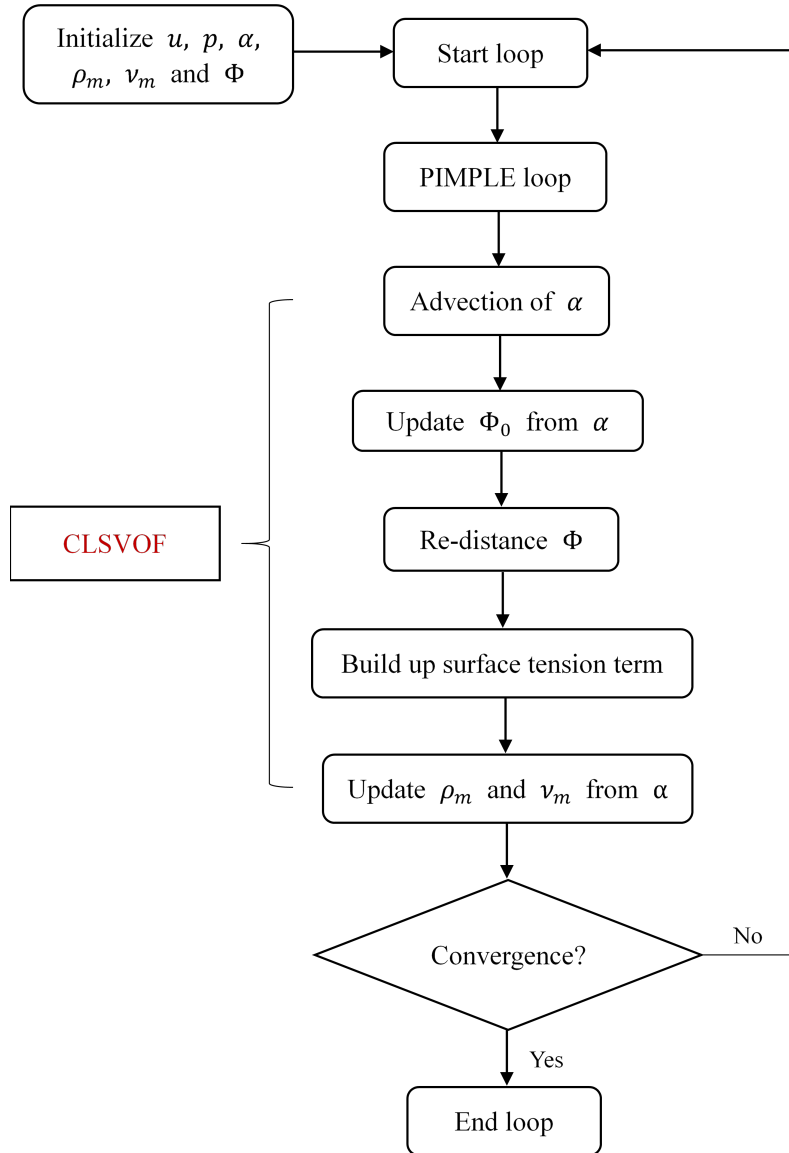 Initialize u, p, α,
ρₘ, νₘ and Φ
Start loop
PIMPLE loop
Advection of α
Update Φ₀ from α
CLSVOF
Re-distance Φ
Build up surface tension term
Update ρₘ and νₘ from α
Convergence?
No
Yes
End loop